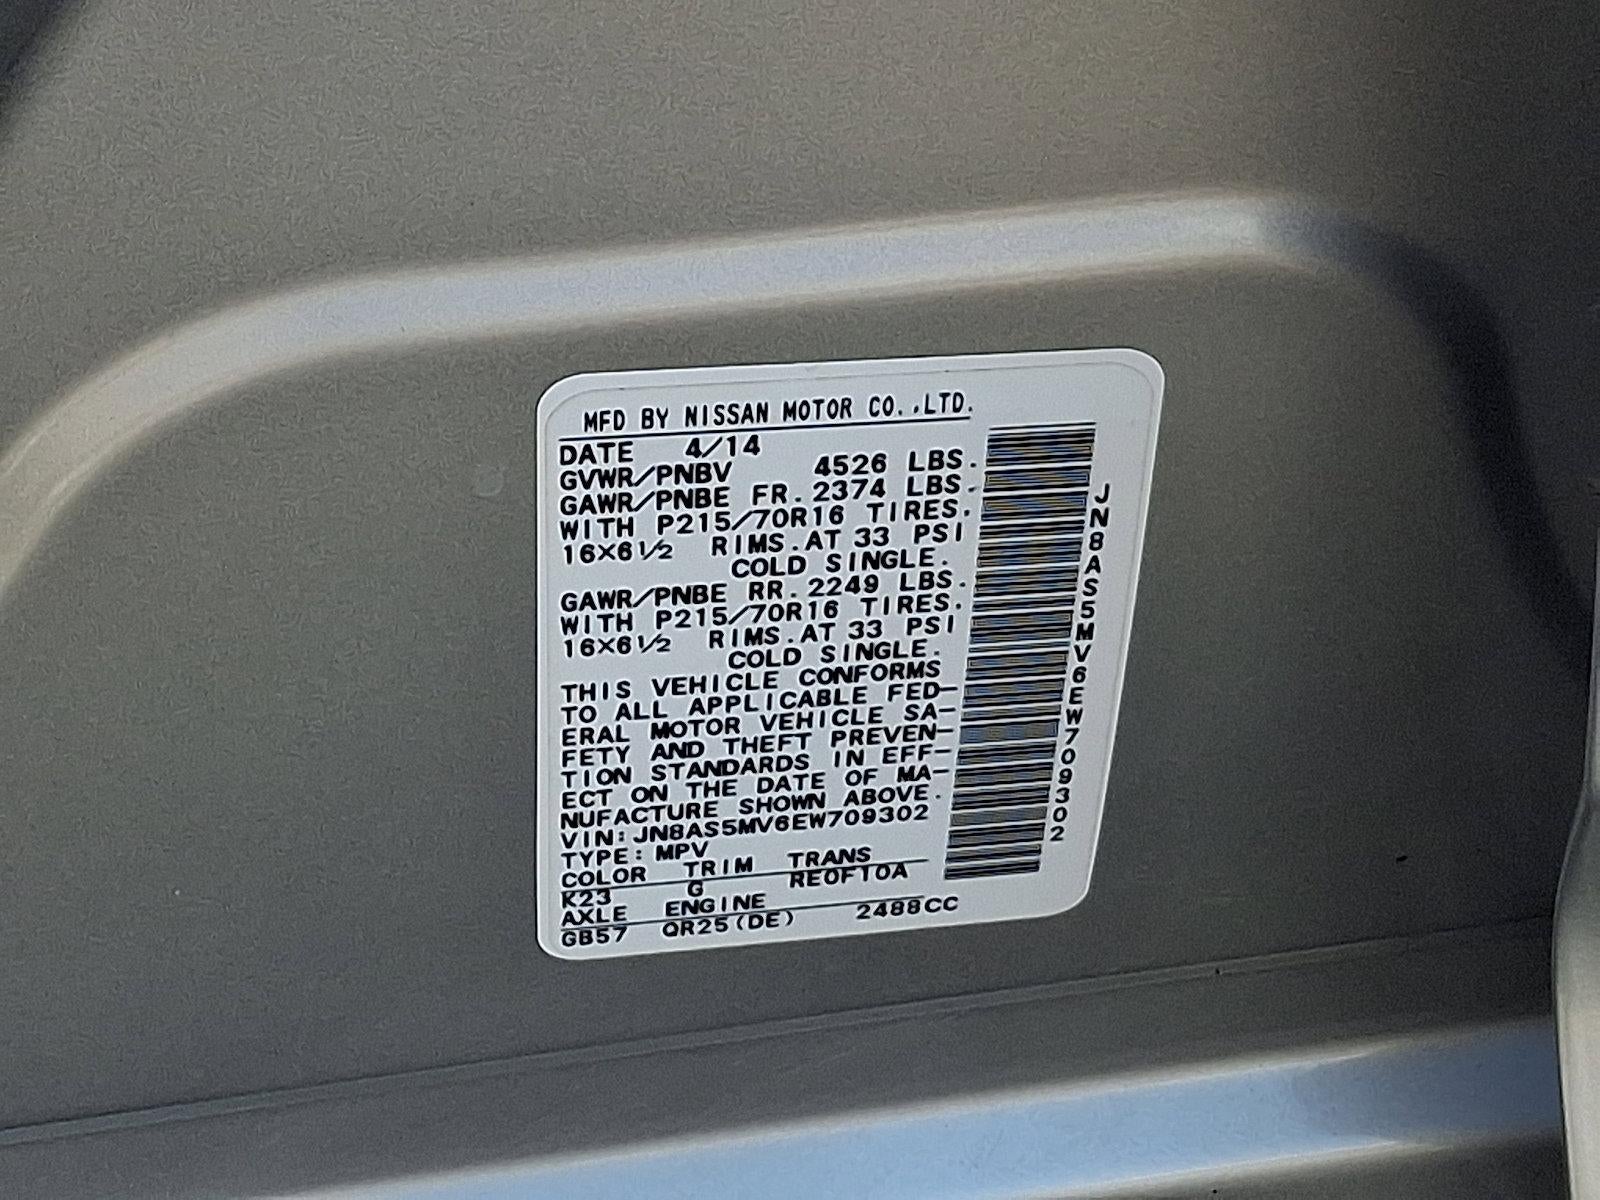 MFD BY NISSAN MOTOR CO.,LTD.
DATE 4/14
GVWR/PNBV 4526 LBS.
GAWR/PNBE FR. 2374 LBS.
WITH P215/70R16 TIRES.
16X6½ RIMS.AT 33 PSI
COLD SINGLE.
GAWR/PNBE RR. 2249 LBS.
WITH P215/70R16 TIRES.
16X6½ RIMS.AT 33 PSI
COLD SINGLE.
THIS VEHICLE CONFORMS
TO ALL APPLICABLE FED-
ERAL MOTOR VEHICLE SA-
FETY AND THEFT PREVEN-
TION STANDARDS IN EFF-
ECT ON THE DATE OF MA-
NUFACTURE SHOWN ABOVE.
VIN:JN8AS5MV6EW709302
TYPE:MPV
COLOR TRIM TRANS
K23 G RE0F10A
AXLE ENGINE
GB57 QR25(DE) 2488CC
JN8AS5MV6EW709302